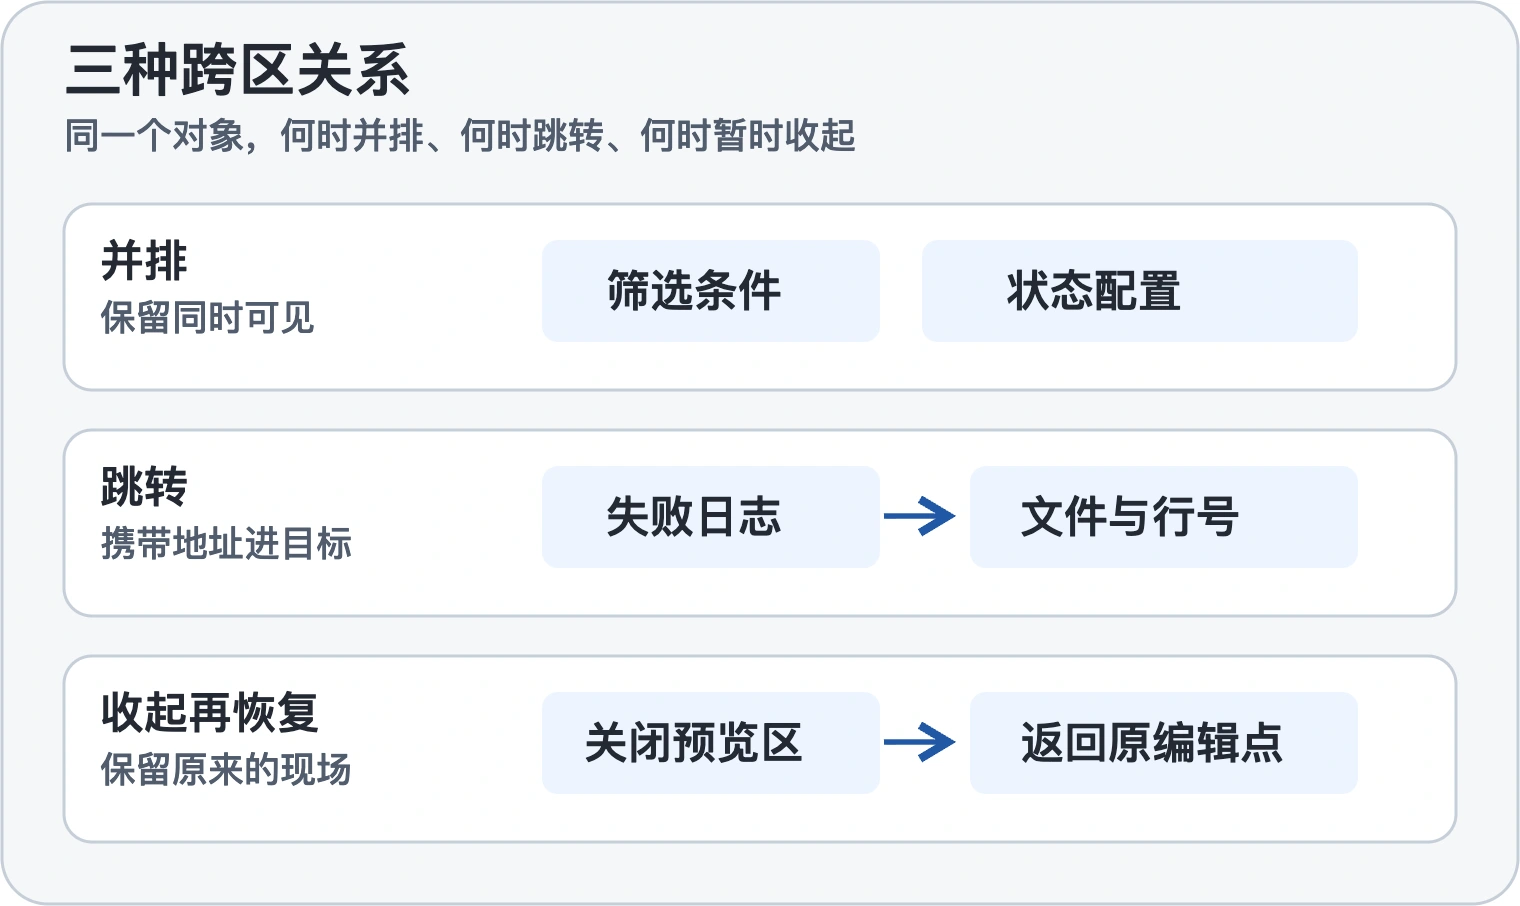 三种跨区关系
同一个对象，何时并排、何时跳转、何时暂时收起
并排
保留同时可见
筛选条件
状态配置
跳转
携带地址进目标
失败日志
文件与行号
收起再恢复
保留原来的现场
关闭预览区
返回原编辑点